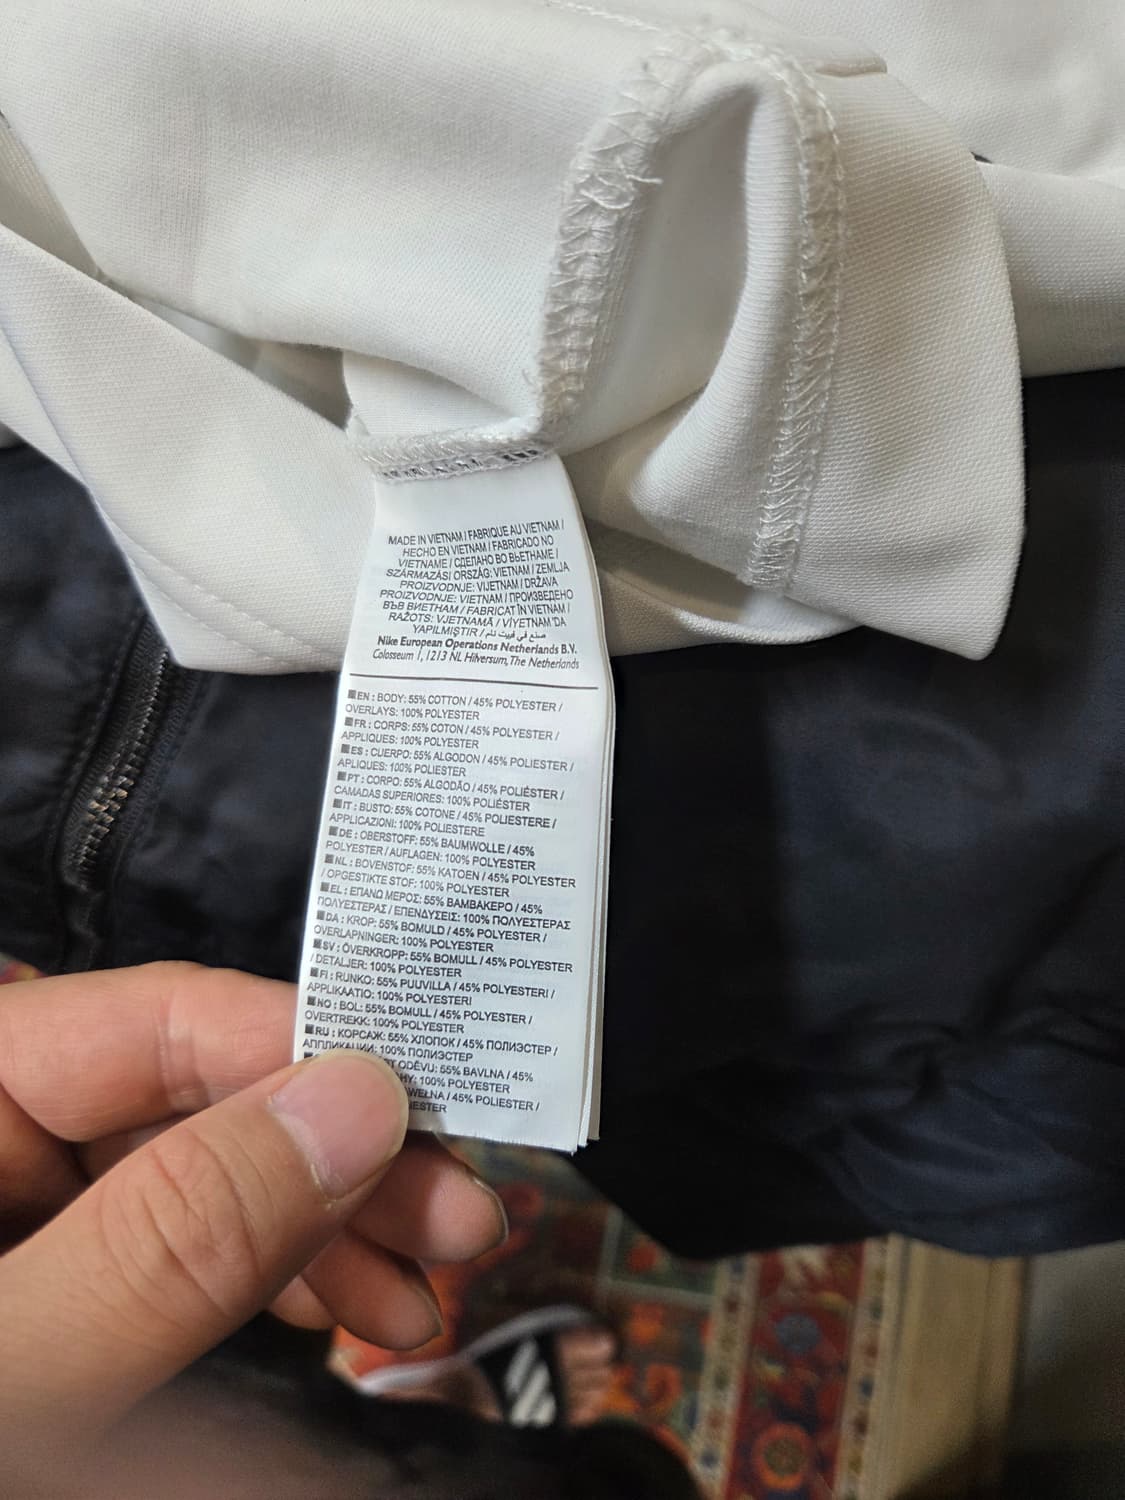 MADE IN VIETNAM / FABRIQUE AU VIETNAM /
HECHO EN VIETNAM / FABRICADO NO
VIETNAME / СДЕЛАНО ВО ВЬЕТНАМЕ /
SZÁRMAZÁSI ORSZÁG: VIETNAM / ZEMLJA
PROIZVODNJE: VIJETNAM / DRŽAVA
PROIZVODNJE: VIETNAM / ПРОИЗВЕДЕНО
ВЪВ ВИЕТНАМ / FABRICAT ÎN VIETNAM /
RAŽOTS: VJETNAMĀ / VİYETNAM'DA
YAPILMIŞTIR / صنع في فييت نام
Nike European Operations Netherlands B.V.
Colosseum 1, 1213 NL Hilversum, The Netherlands
EN : BODY: 55% COTTON / 45% POLYESTER /
OVERLAYS: 100% POLYESTER
FR : CORPS: 55% COTON / 45% POLYESTER /
APPLIQUES: 100% POLYESTER
ES : CUERPO: 55% ALGODON / 45% POLIESTER /
APLIQUES: 100% POLIESTER
PT : CORPO: 55% ALGODÃO / 45% POLIÉSTER /
CAMADAS SUPERIORES: 100% POLIÉSTER
IT : BUSTO: 55% COTONE / 45% POLIESTERE /
APPLICAZIONI: 100% POLIESTERE
DE : OBERSTOFF: 55% BAUMWOLLE / 45%
POLYESTER / AUFLAGEN: 100% POLYESTER
NL : BOVENSTOF: 55% KATOEN / 45% POLYESTER
/ OPGESTIKTE STOF: 100% POLYESTER
EL : ΕΠΑΝΩ ΜΕΡΟΣ: 55% ΒΑΜΒΑΚΕΡΟ / 45%
ΠΟΛΥΕΣΤΕΡΑΣ / ΕΠΕΝΔΥΣΕΙΣ: 100% ΠΟΛΥΕΣΤΕΡΑΣ
DA : KROP: 55% BOMULD / 45% POLYESTER /
OVERLAPNINGER: 100% POLYESTER
SV : ÖVERKROPP: 55% BOMULL / 45% POLYESTER
/ DETALJER: 100% POLYESTER
FI : RUNKO: 55% PUUVILLA / 45% POLYESTERI /
APPLIKAATIO: 100% POLYESTERI
NO : BOL: 55% BOMULL / 45% POLYESTER /
OVERTREKK: 100% POLYESTER
RU : КОРСАЖ: 55% ХЛОПОК / 45% ПОЛИЭСТЕР /
АППЛИКАЦИИ: 100% ПОЛИЭСТЕР
ODĚVU: 55% BAVLNA / 45%
100% POLYESTER
/ 45% POLIESTER /